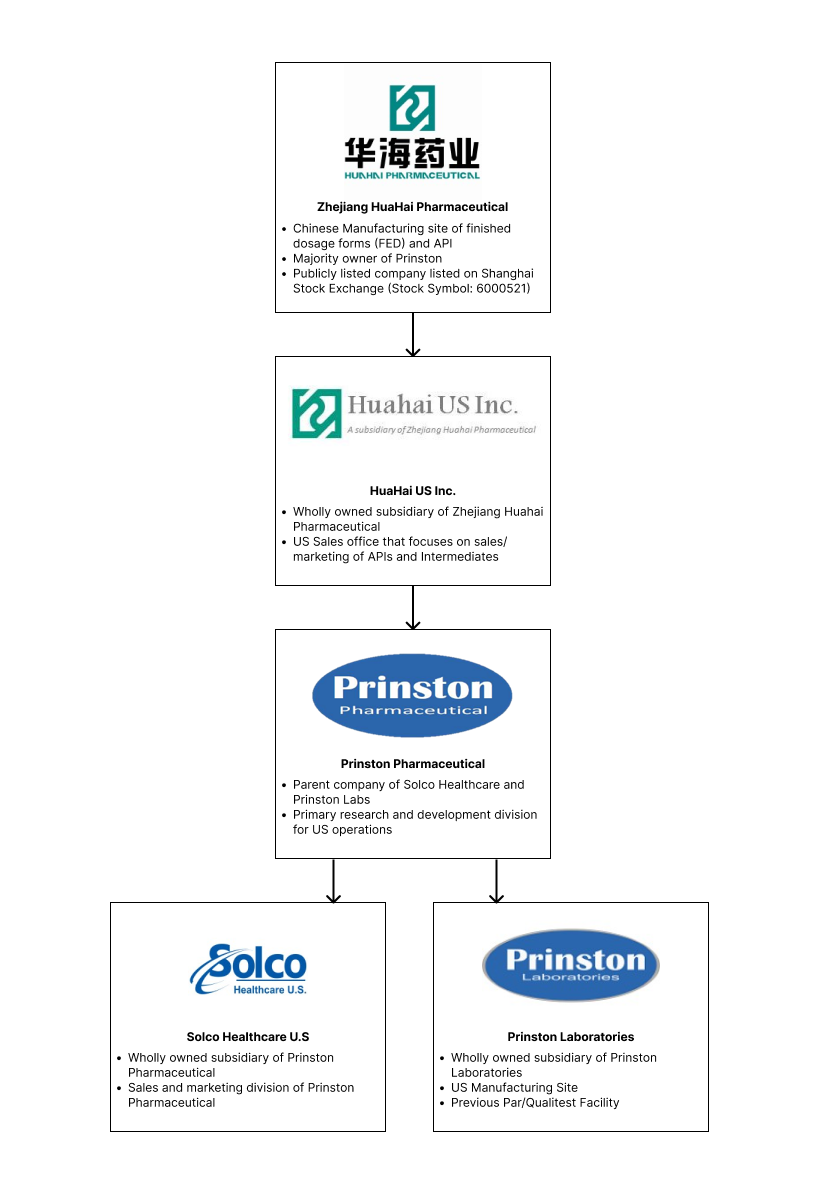 华海药业
HUAHAI PHARMACEUTICAL
Zhejiang HuaHai Pharmaceutical
• Chinese Manufacturing site of finished
dosage forms (FED) and API
• Majority owner of Prinston
• Publicly listed company listed on Shanghai
Stock Exchange (Stock Symbol: 6000521)
Huahai US Inc.
A subsidiary of Zhejiang Huahai Pharmaceutical
HuaHai US Inc.
• Wholly owned subsidiary of Zhejiang Huahai
Pharmaceutical
• US Sales office that focuses on sales/
marketing of APIs and Intermediates
Prinston
Pharmaceutical
Prinston Pharmaceutical
• Parent company of Solco Healthcare and
Prinston Labs
• Primary research and development division
for US operations
Solco
Healthcare U.S.
Solco Healthcare U.S
• Wholly owned subsidiary of Prinston
Pharmaceutical
• Sales and marketing division of Prinston
Pharmaceutical
Prinston
Laboratories
Prinston Laboratories
• Wholly owned subsidiary of Prinston
Laboratories
• US Manufacturing Site
• Previous Par/Qualitest Facility